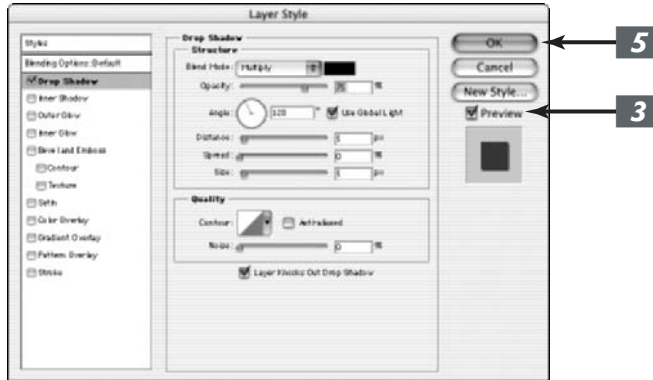 Layer Style
Styles
Blending Options: Default
Drop Shadow
Inner Shadow
Outer Glow
Inner Glow
Bevel and Emboss
Contour
Texture
Satin
Color Overlay
Gradient Overlay
Pattern Overlay
Stroke
Drop Shadow
Structure
Blend Mode: Multiply
Opacity: 75 %
Angle: 120 ° Use Global Light
Distance: px
Spread: 0 %
Size: px
Quality
Contour: Anti-aliased
Noise: 0 %
Layer Knocks Out Drop Shadow
OK
Cancel
New Style...
Preview
5
3